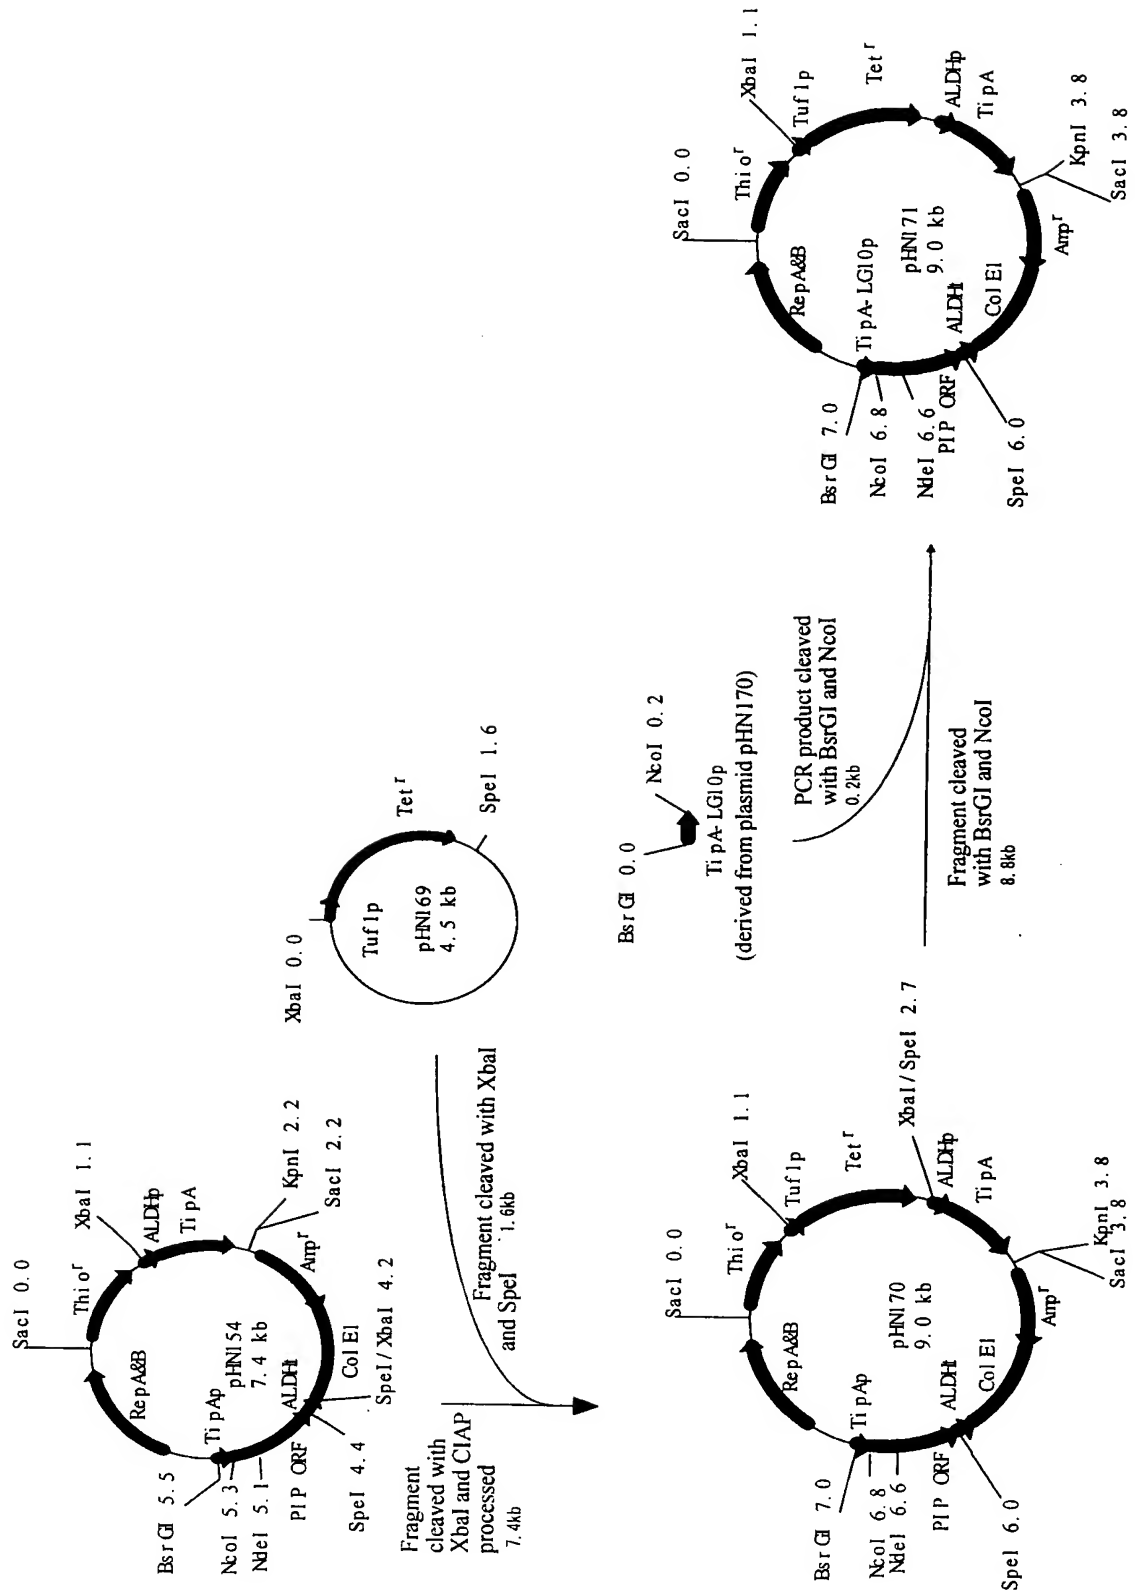 SacI 0.0
Thioʳ
XbaI 1.1
ALDHp
TipA
KpnI 2.2
SacI 2.2
Ampʳ
ColE1
SpeI/XbaI 4.2
SpeI 4.4
ALDHt
PIP ORF
NdeI 5.1
NcoI 5.3
BsrGI 5.5
TipAp
RepA&B
pHN154
7.4 kb
XbaI 0.0
Tuf1p
Tetʳ
SpeI 1.6
pHN169
4.5 kb
Fragment
cleaved with
XbaI and CIAP
processed
7.4kb
Fragment cleaved with XbaI
and SpeI 1.6kb
SacI 0.0
Thioʳ
XbaI 1.1
Tuf1p
Tetʳ
XbaI/SpeI 2.7
ALDHp
TipA
KpnI 3.8
SacI 3.8
Ampʳ
ColE1
ALDHt
SpeI 6.0
PIP ORF
NdeI 6.6
NcoI 6.8
BsrGI 7.0
TipAp
RepA&B
pHN170
9.0 kb
BsrGI 0.0
NcoI 0.2
TipA-LG10p
(derived from plasmid pHN170)
PCR product cleaved
with BsrGI and NcoI
0.2kb
Fragment cleaved
with BsrGI and NcoI
8.8kb
SacI 0.0
Thioʳ
XbaI 1.1
Tuf1p
Tetʳ
ALDHp
TipA
KpnI 3.8
SacI 3.8
Ampʳ
ColE1
ALDHt
SpeI 6.0
PIP ORF
NdeI 6.6
NcoI 6.8
BsrGI 7.0
TipA-LG10p
RepA&B
pHN171
9.0 kb